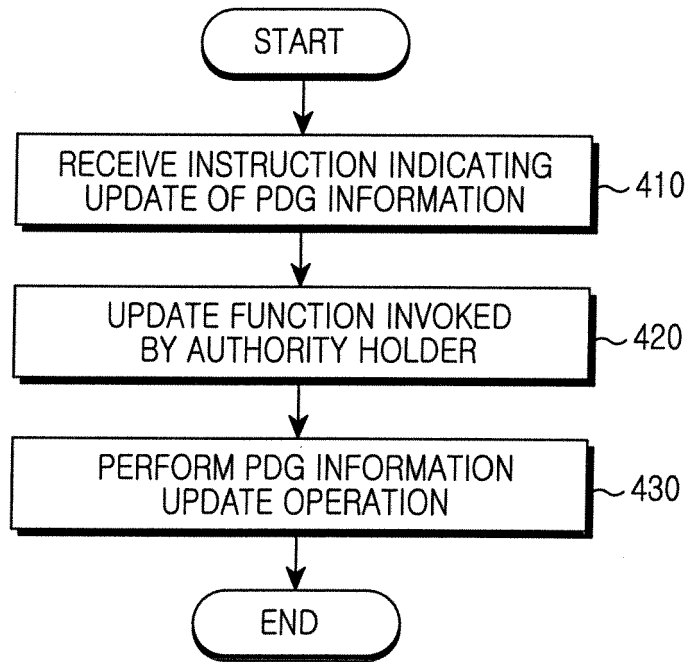 START
RECEIVE INSTRUCTION INDICATING
UPDATE OF PDG INFORMATION
410
UPDATE FUNCTION INVOKED
BY AUTHORITY HOLDER
420
PERFORM PDG INFORMATION
UPDATE OPERATION
430
END